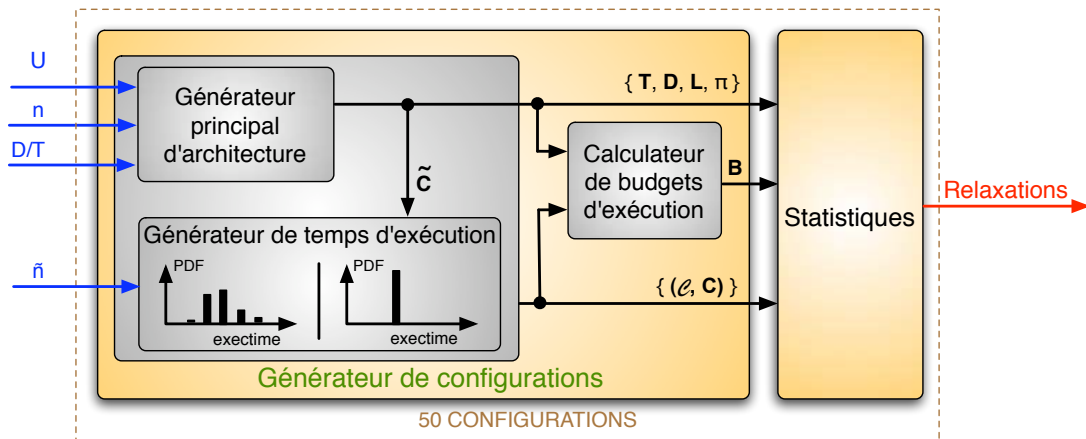 U
n
D/T
ñ
Générateur
principal
d'architecture
C̃
Générateur de temps d'exécution
PDF
exectime
PDF
exectime
{ T, D, L, π }
Calculateur
de budgets
d'exécution
B
{ (𝒞, C) }
Générateur de configurations
Statistiques
Relaxations
50 CONFIGURATIONS